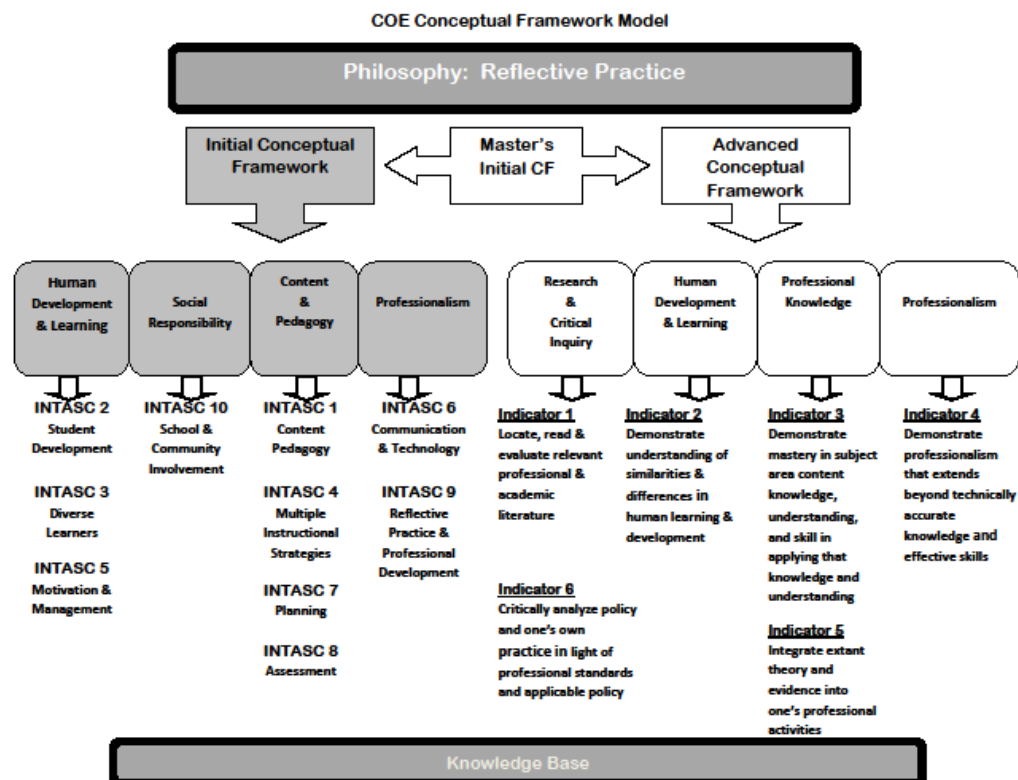 COE Conceptual Framework Model
Philosophy: Reflective Practice
Initial Conceptual
Framework
Master's
Initial CF
Advanced
Conceptual
Framework
Human
Development
& Learning
Social
Responsibility
Content
&
Pedagogy
Professionalism
Research
&
Critical
Inquiry
Human
Development
& Learning
Professional
Knowledge
Professionalism
INTASC 2
Student
Development
INTASC 3
Diverse
Learners
INTASC 5
Motivation &
Management
INTASC 10
School &
Community
Involvement
INTASC 1
Content
Pedagogy
INTASC 4
Multiple
Instructional
Strategies
INTASC 7
Planning
INTASC 8
Assessment
INTASC 6
Communication
& Technology
INTASC 9
Reflective
Practice &
Professional
Development
Indicator 1
Locate, read &
evaluate relevant
professional &
academic
literature
Indicator 6
Critically analyze policy
and one's own
practice in light of
professional standards
and applicable policy
Indicator 2
Demonstrate
understanding of
similarities &
differences in
human learning &
development
Indicator 3
Demonstrate
mastery in subject
area content
knowledge,
understanding,
and skill in
applying that
knowledge and
understanding
Indicator 5
Integrate extant
theory and
evidence into
one's professional
activities
Indicator 4
Demonstrate
professionalism
that extends
beyond technically
accurate
knowledge and
effective skills
Knowledge Base